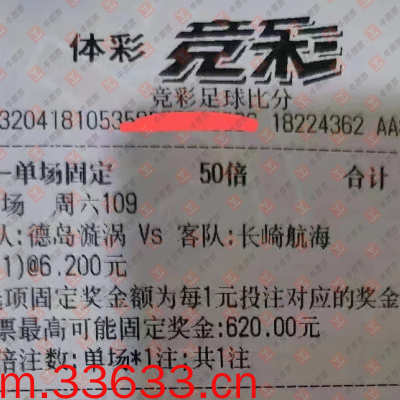 体彩 竞彩
竞彩足球比分
32041810535 18224362 AAS
—单场固定 50倍 合计
场 周六109
队:德岛漩涡 Vs 客队:长崎航海
1)@6.200元
选项固定奖金额为每1元投注对应的奖金
票最高可能固定奖金:620.00元
倍注数:单场*1注;共1注
m.33633.cn